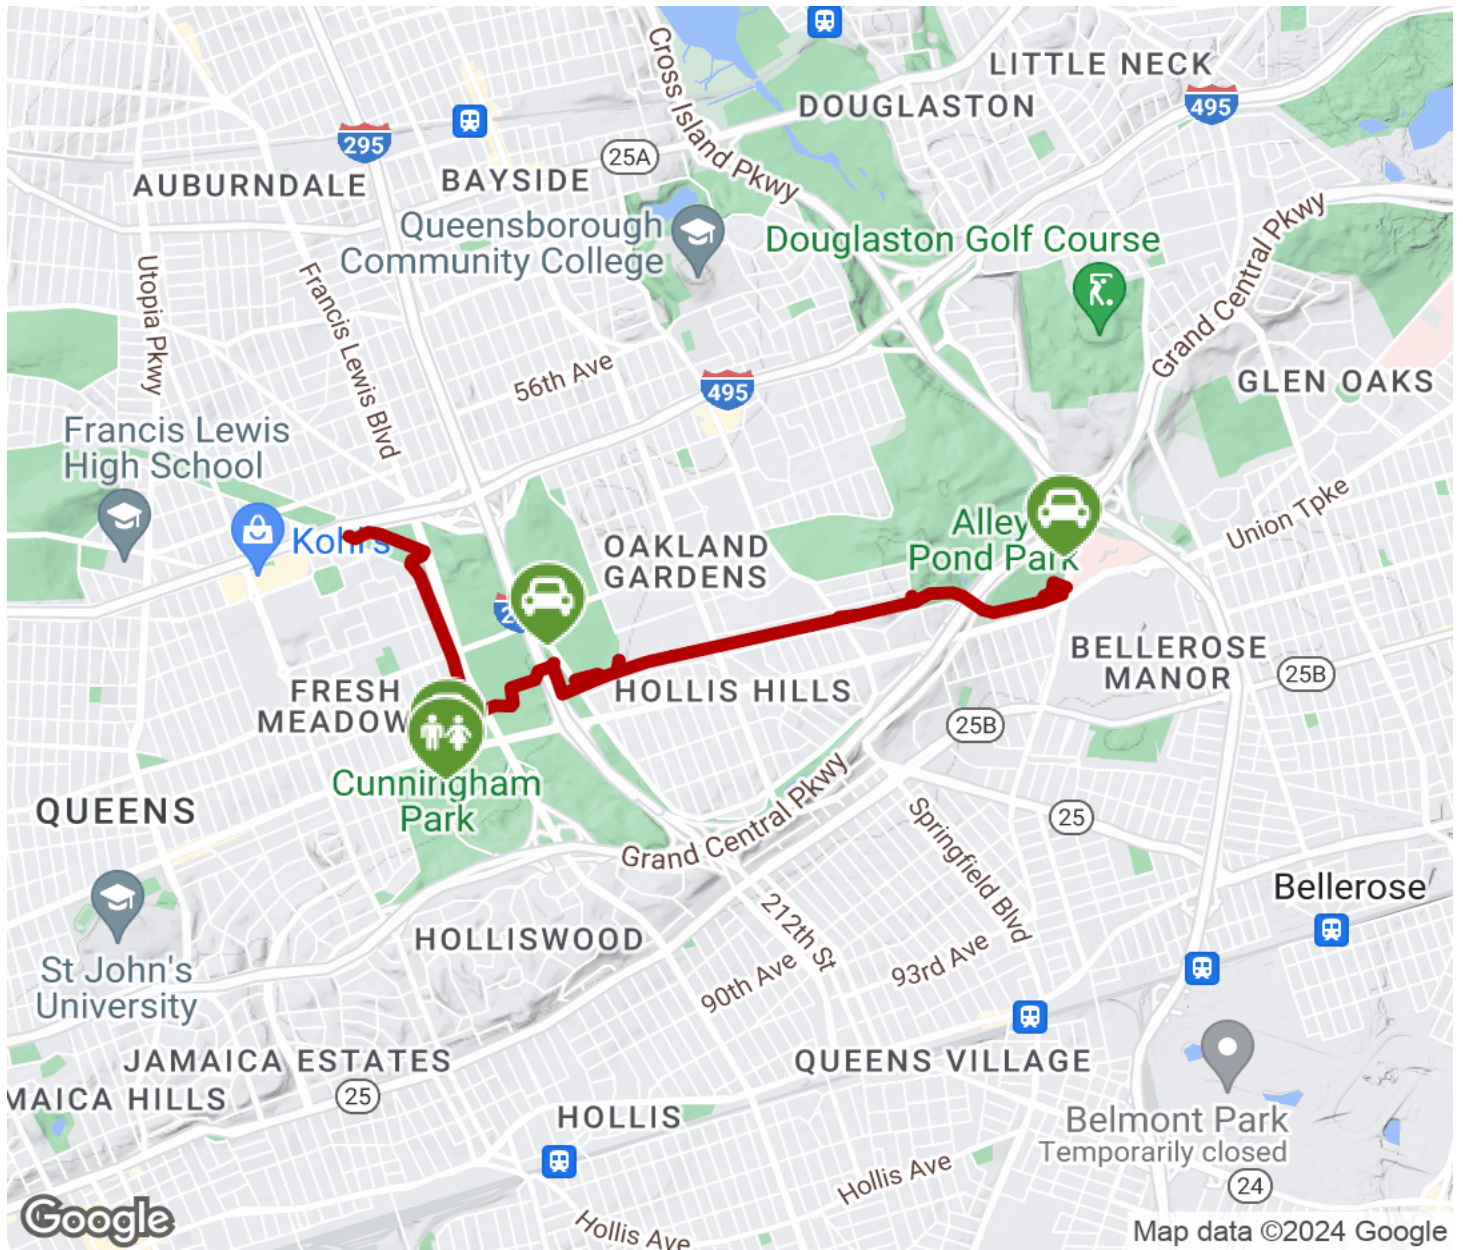 LITTLE NECK
DOUGLASTON
495
Cross Island Pkwy
295
25A
AUBURNDALE
BAYSIDE
Queensborough
Community College
Douglaston Golf Course
Grand Central Pkwy
Utopia Pkwy
Francis Lewis Blvd
56th Ave
495
GLEN OAKS
Francis Lewis
High School
Kohl's
Alley
Pond Park
Union Tpke
OAKLAND
GARDENS
BELLEROSE
MANOR
25B
FRESH
MEADOW
HOLLIS HILLS
25B
Cunningham
Park
QUEENS
Grand Central Pkwy
25
Springfield Blvd
Bellerose
212th St
HOLLISWOOD
90th Ave
93rd Ave
St John's
University
JAMAICA ESTATES
QUEENS VILLAGE
MAICA HILLS
25
HOLLIS
Belmont Park
Temporarily closed
Hollis Ave
24
Hollis Ave
Google
Map data ©2024 Google